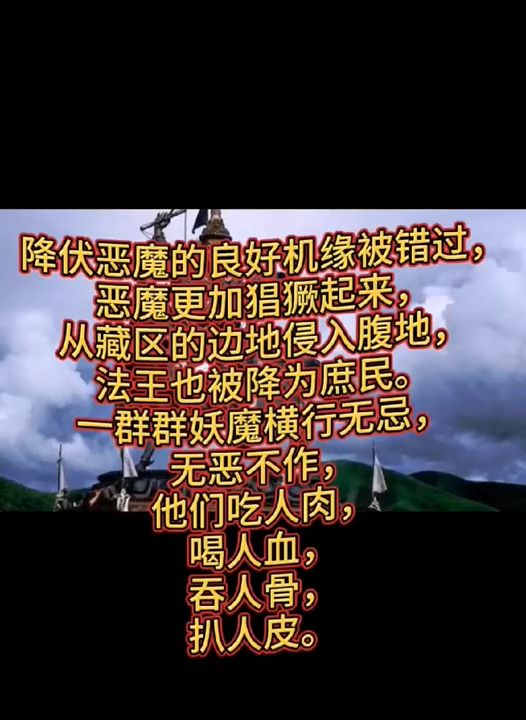 降伏恶魔的良好机缘被错过，
恶魔更加猖獗起来，
从藏区的边地侵入腹地，
法王也被降为庶民。
一群群妖魔横行无忌，
无恶不作，
他们吃人肉，
喝人血，
吞人骨，
扒人皮。